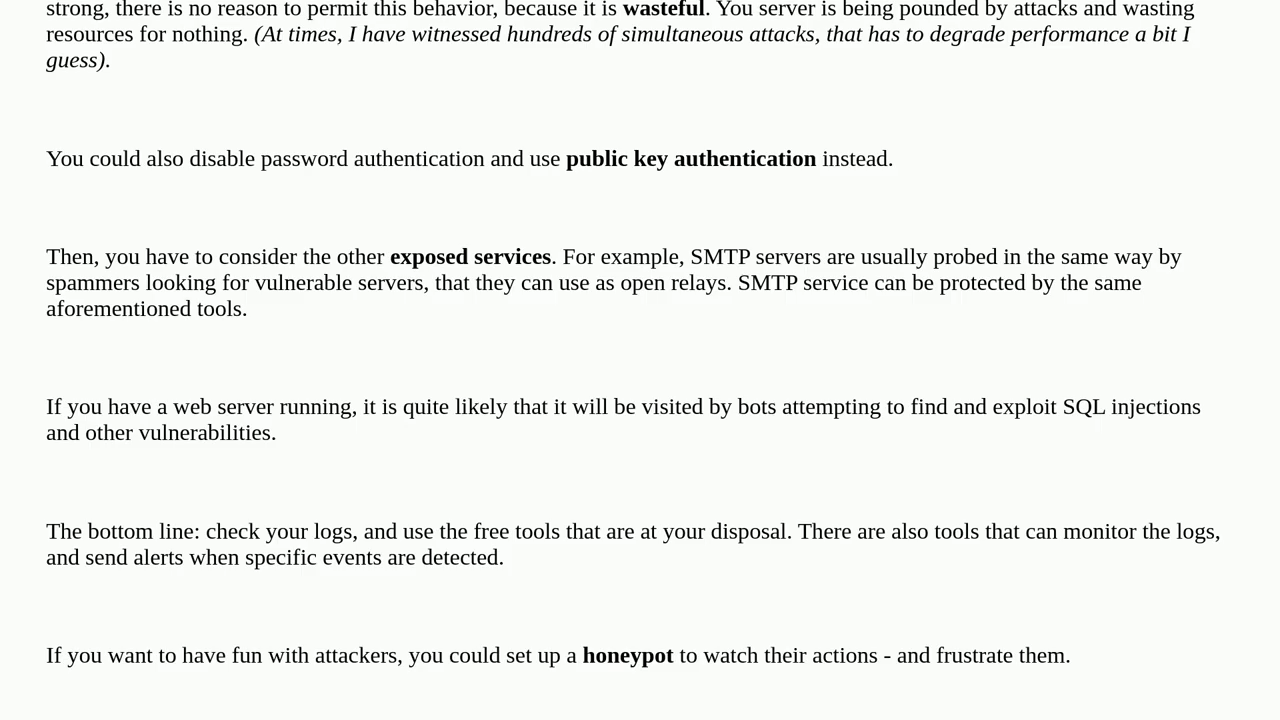 strong, there is no reason to permit this behavior, because it is wasteful. You server is being pounded by attacks and wasting
resources for nothing. (At times, I have witnessed hundreds of simultaneous attacks, that has to degrade performance a bit I
guess).
You could also disable password authentication and use public key authentication instead.
Then, you have to consider the other exposed services. For example, SMTP servers are usually probed in the same way by
spammers looking for vulnerable servers, that they can use as open relays. SMTP service can be protected by the same
aforementioned tools.
If you have a web server running, it is quite likely that it will be visited by bots attempting to find and exploit SQL injections
and other vulnerabilities.
The bottom line: check your logs, and use the free tools that are at your disposal. There are also tools that can monitor the logs,
and send alerts when specific events are detected.
If you want to have fun with attackers, you could set up a honeypot to watch their actions - and frustrate them.